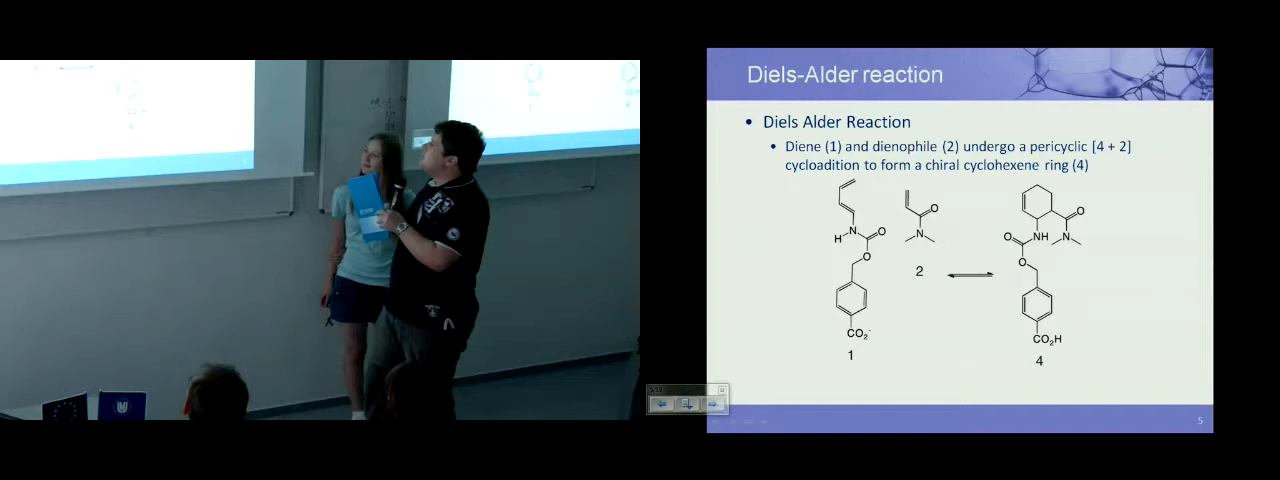 Diels-Alder reaction
• Diels Alder Reaction
• Diene (1) and dienophile (2) undergo a pericyclic [4 + 2]
cycloadition to form a chiral cyclohexene ring (4)
O
O
N
H
O
N
O
2
CO2-
1
O
NH
N
O
O
CO2H
4
5